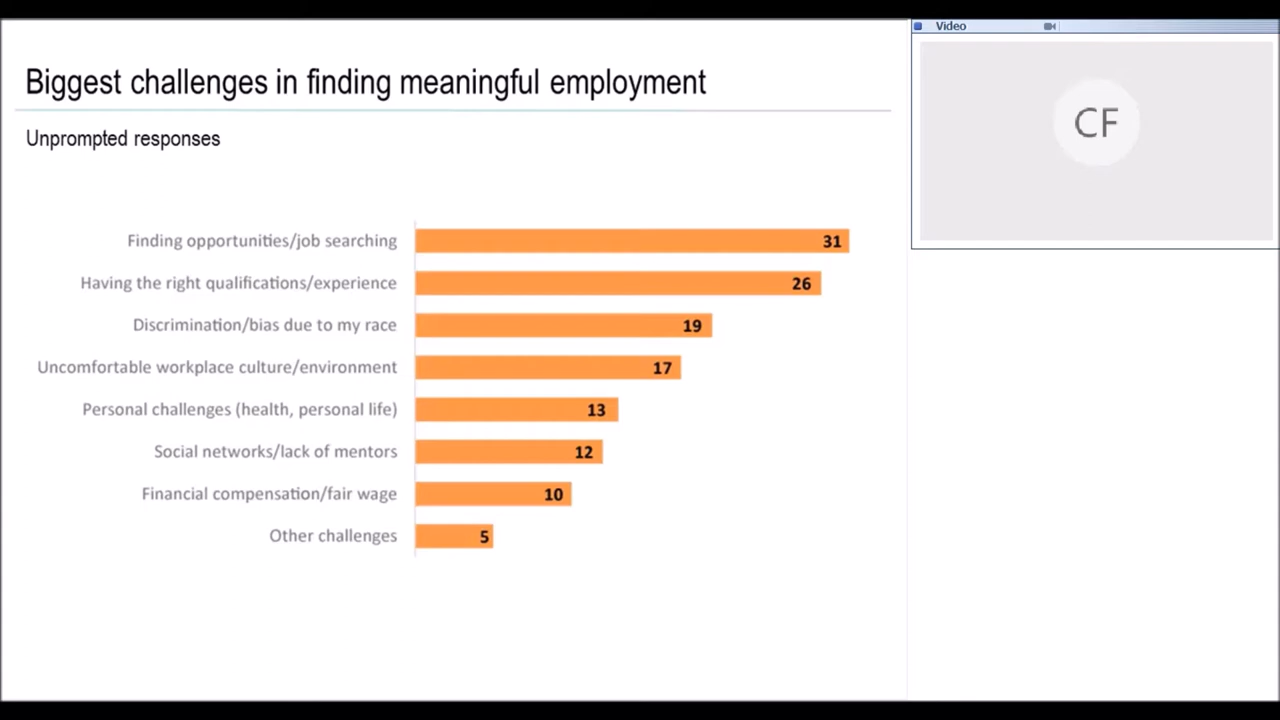 Video
Biggest challenges in finding meaningful employment
CF
Unprompted responses
Finding opportunities/job searching 31
Having the right qualifications/experience 26
Discrimination/bias due to my race 19
Uncomfortable workplace culture/environment 17
Personal challenges (health, personal life) 13
Social networks/lack of mentors 12
Financial compensation/fair wage 10
Other challenges 5